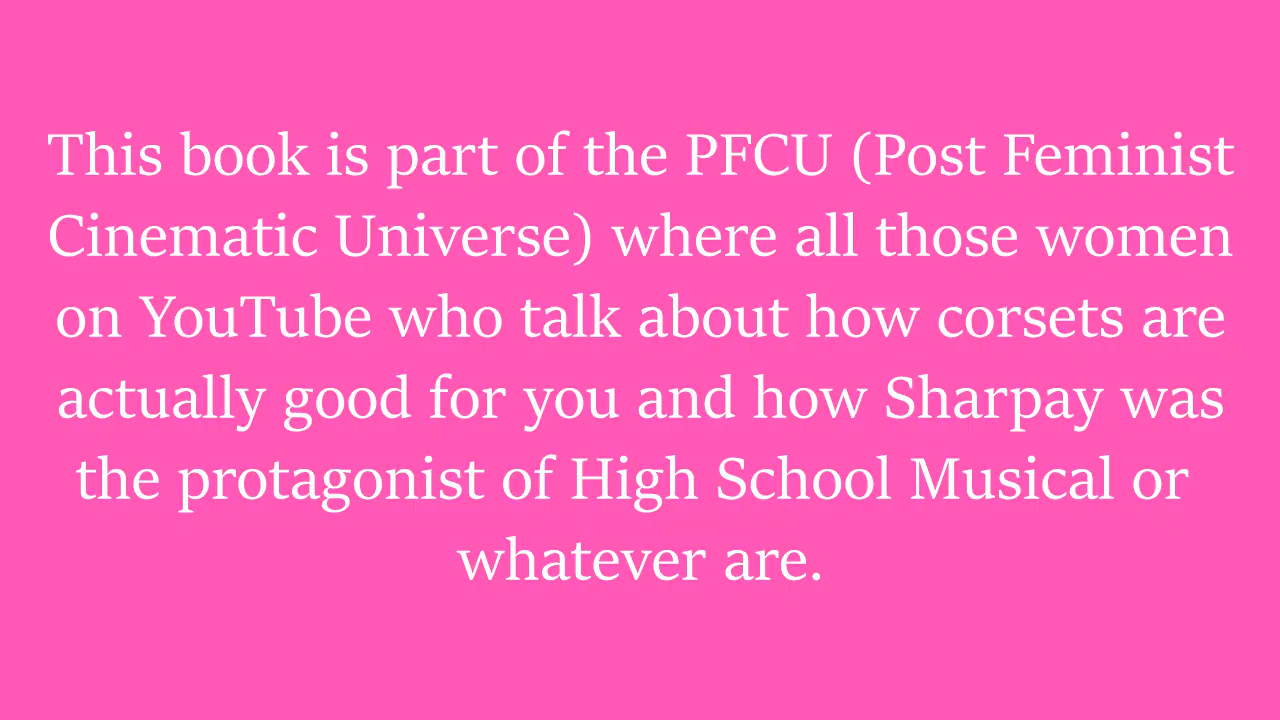 This book is part of the PFCU (Post Feminist
Cinematic Universe) where all those women
on YouTube who talk about how corsets are
actually good for you and how Sharpay was
the protagonist of High School Musical or
whatever are.